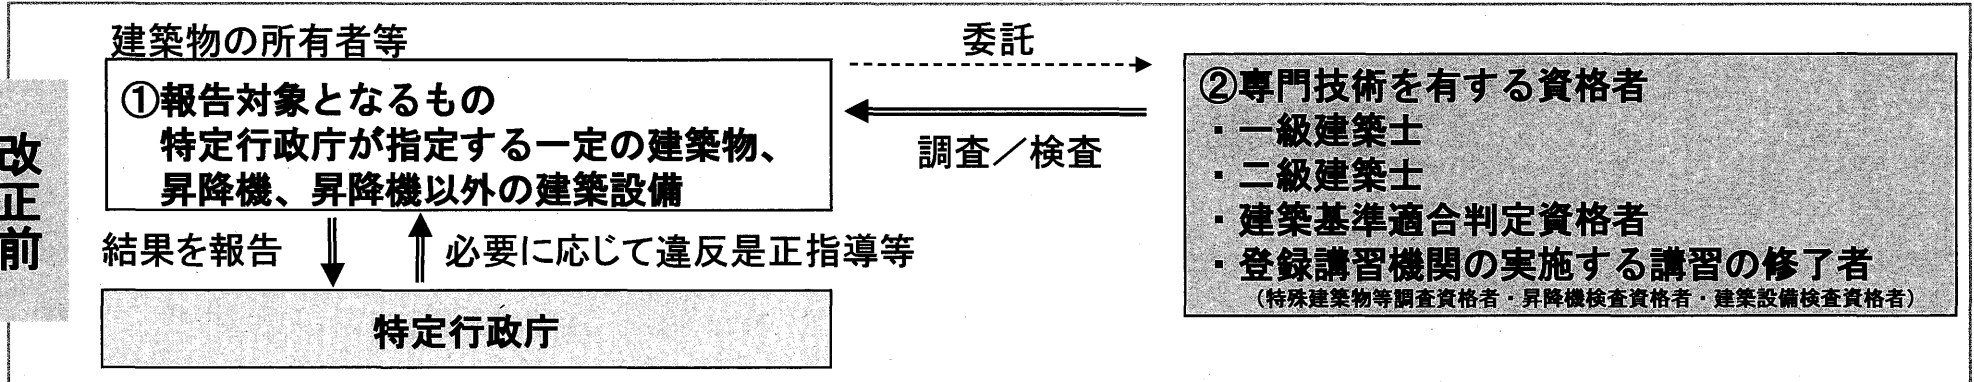 改正前
建築物の所有者等
①報告対象となるもの
特定行政庁が指定する一定の建築物、
昇降機、昇降機以外の建築設備
委託
調査／検査
②専門技術を有する資格者
・一級建築士
・二級建築士
・建築基準適合判定資格者
・登録講習機関の実施する講習の修了者
（特殊建築物等調査資格者・昇降機検査資格者・建築設備検査資格者）
結果を報告
必要に応じて違反是正指導等
特定行政庁